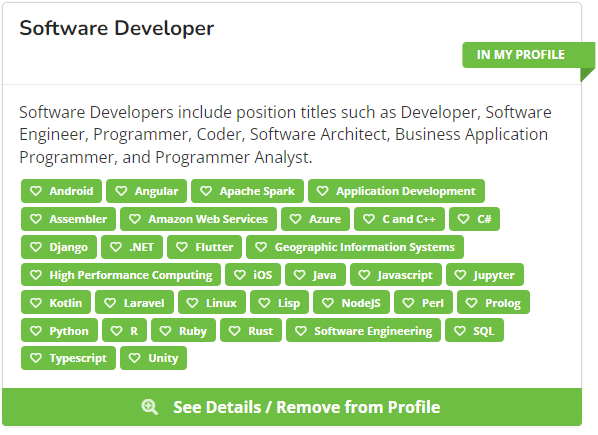 Software Developer
IN MY PROFILE
Software Developers include position titles such as Developer, Software
Engineer, Programmer, Coder, Software Architect, Business Application
Programmer, and Programmer Analyst.
Android Angular Apache Spark Application Development
Assembler Amazon Web Services Azure C and C++ C#
Django .NET Flutter Geographic Information Systems
High Performance Computing iOS Java Javascript Jupyter
Kotlin Laravel Linux Lisp NodeJS Perl Prolog
Python R Ruby Rust Software Engineering SQL
Typescript Unity
See Details / Remove from Profile